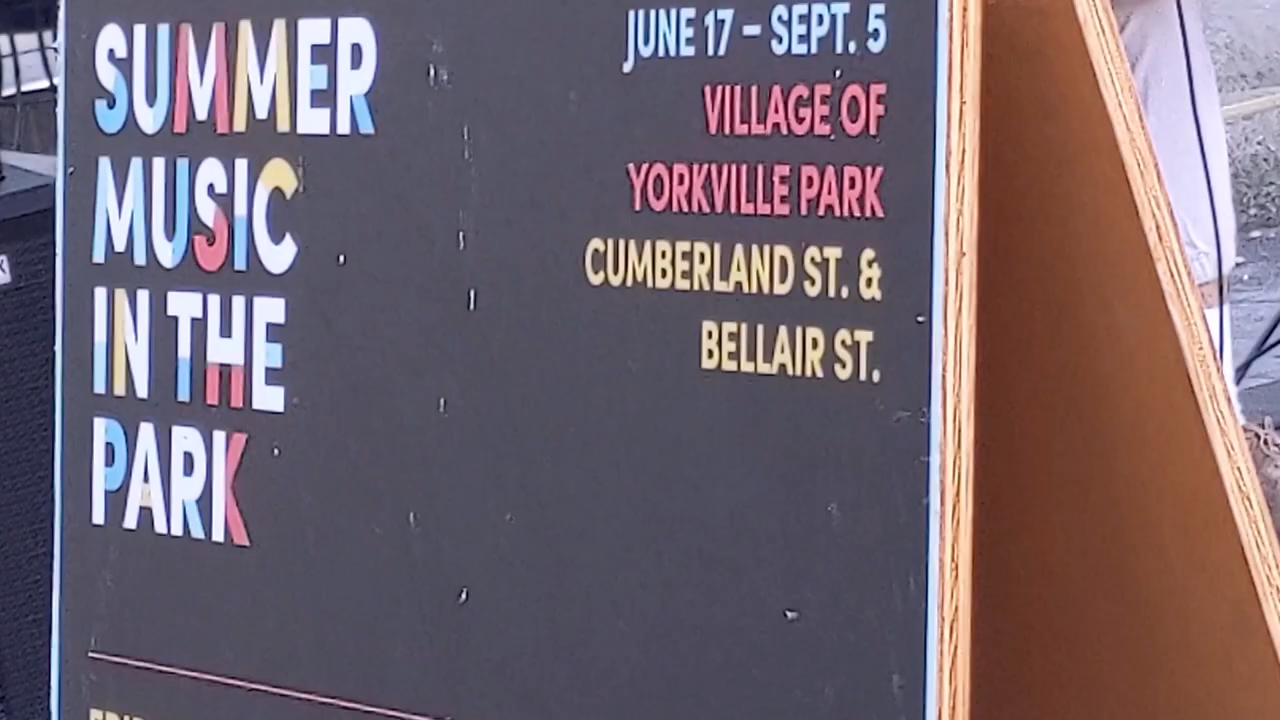 SUMMER
MUSIC
IN THE
PARK
JUNE 17 – SEPT. 5
VILLAGE OF
YORKVILLE PARK
CUMBERLAND ST. &
BELLAIR ST.